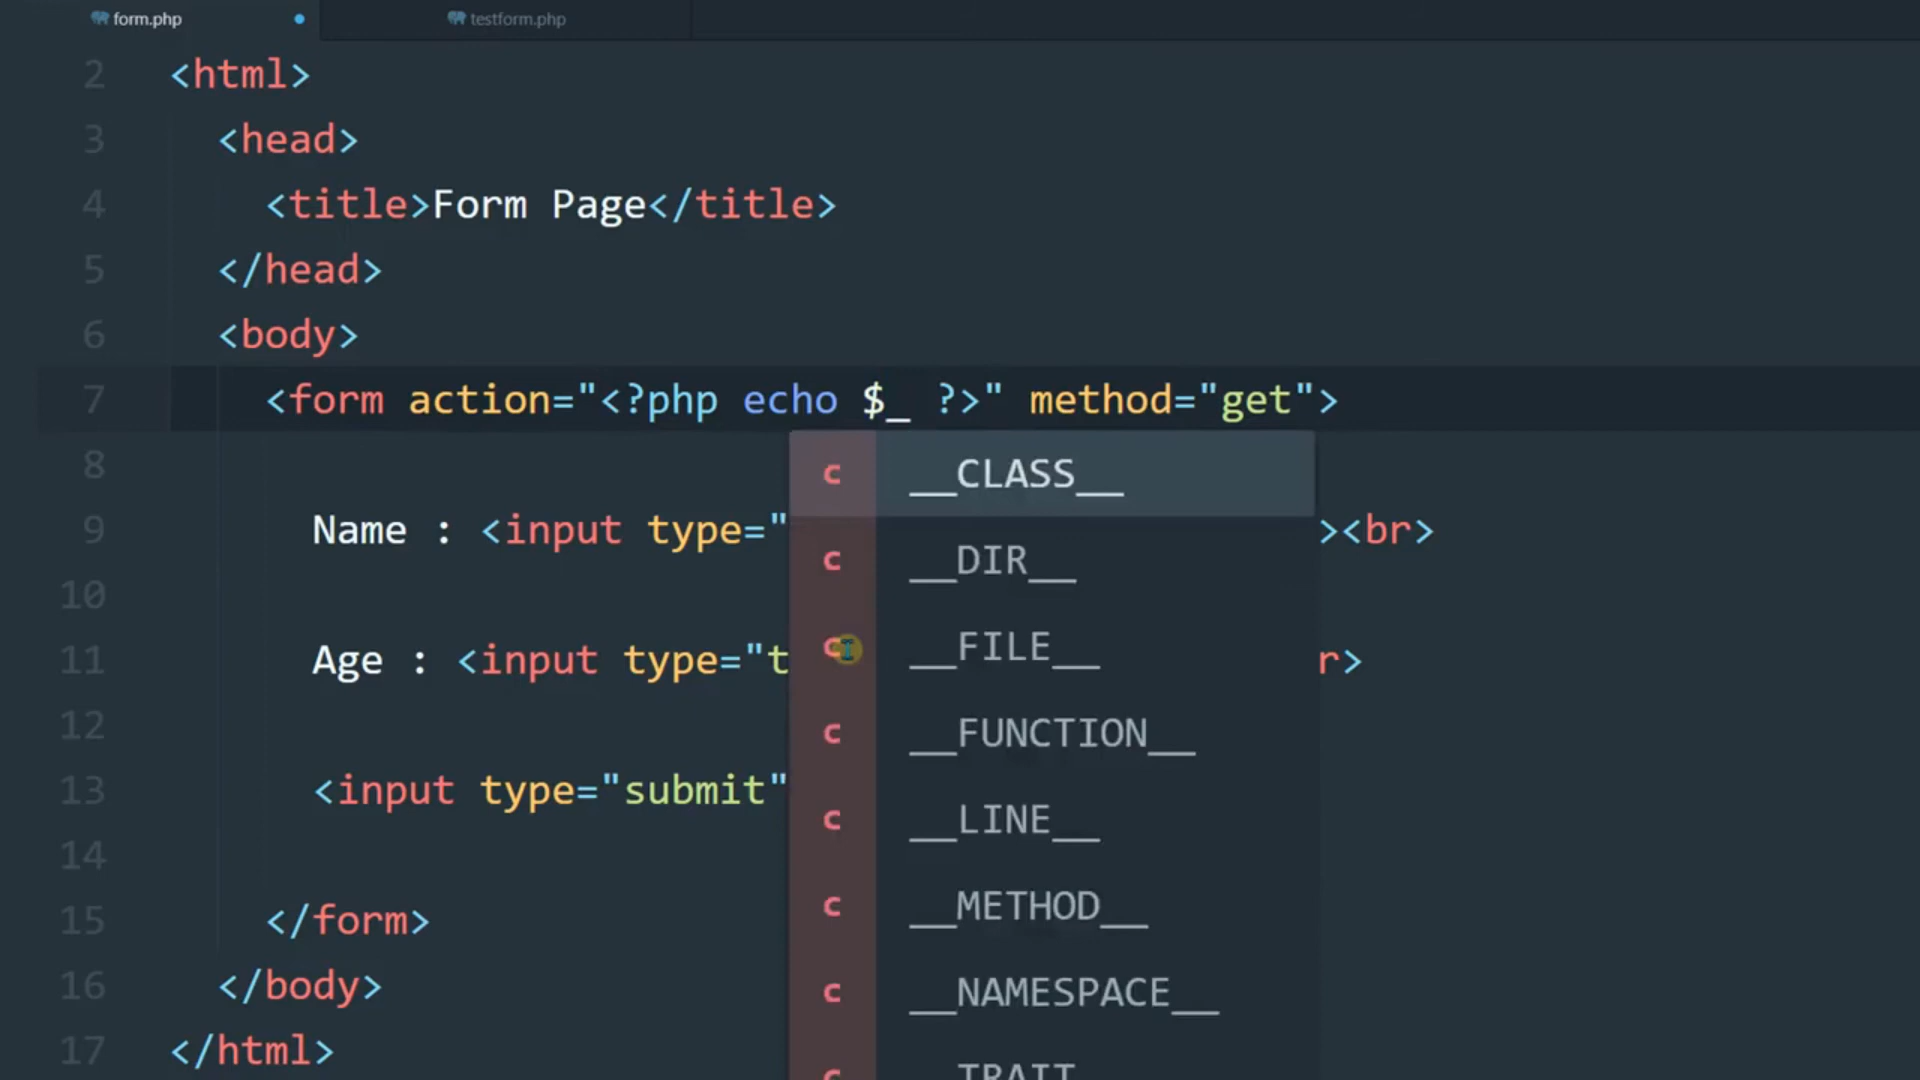 form.php
testform.php
2 <html>
3 <head>
4 <title>Form Page</title>
5 </head>
6 <body>
7 <form action="<?php echo $_ ?>" method="get">
8
c __CLASS__
9 Name : <input type=" ><br>
c __DIR__
10
11 Age : <input type="t r>
c __FILE__
12
c __FUNCTION__
13 <input type="submit"
c __LINE__
14
15 </form>
c __METHOD__
16 </body>
c __NAMESPACE__
17 </html>
c __TRAIT__